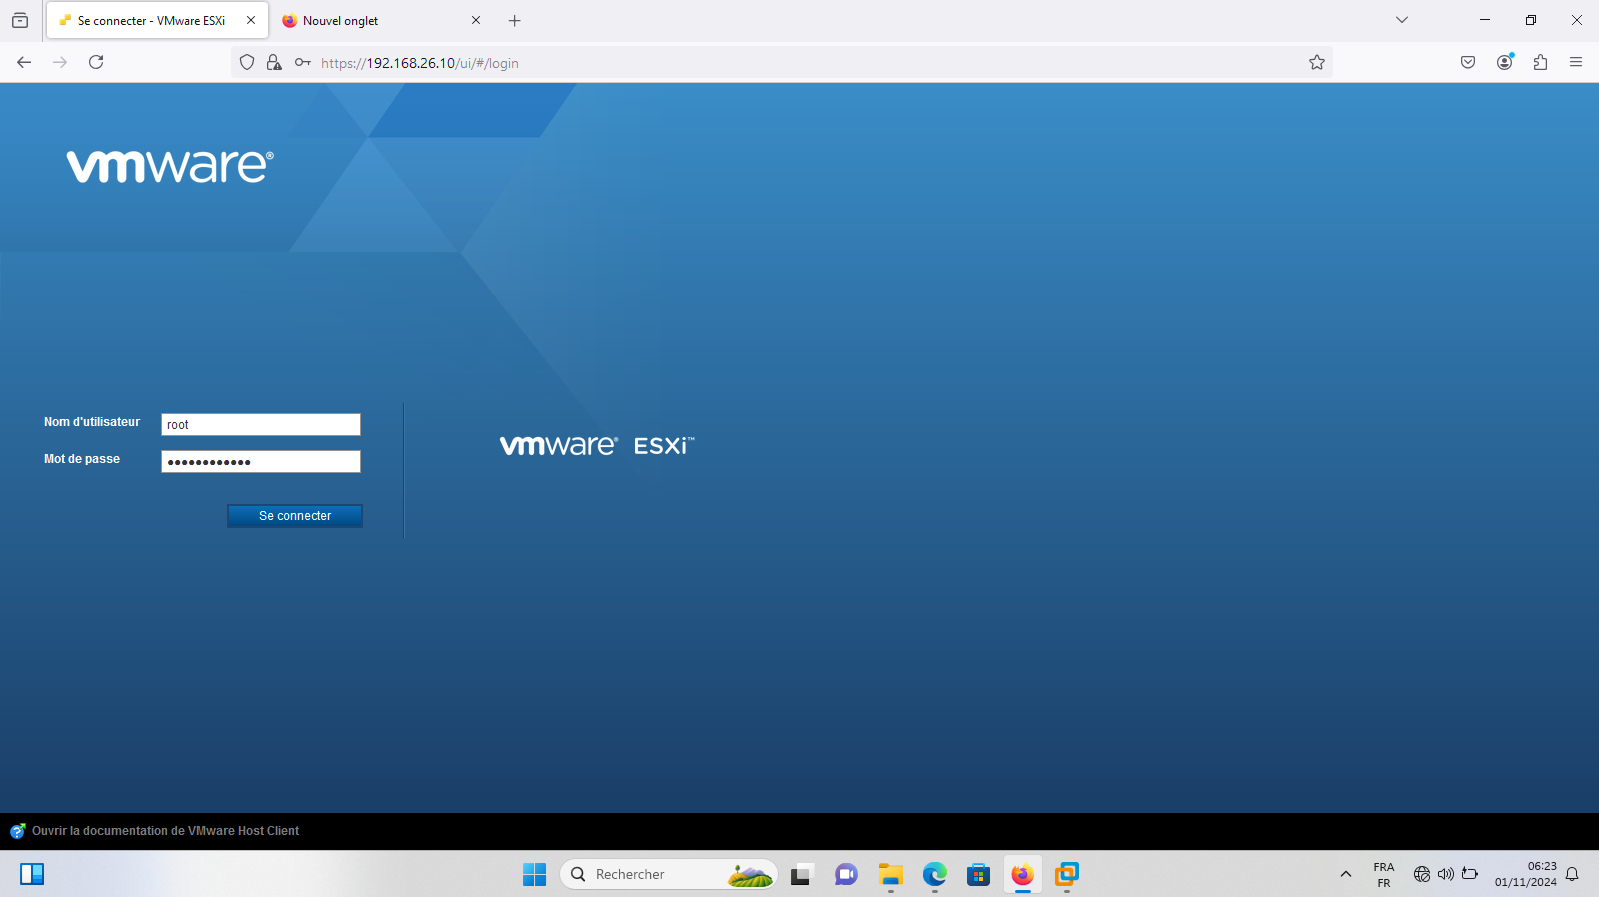 Se connecter - VMware ESXi
Nouvel onglet
https://192.168.26.10/ui/#/login
vmware®
Nom d'utilisateur
root
Mot de passe
••••••••••••
Se connecter
vmware® ESXi™
Ouvrir la documentation de VMware Host Client
Rechercher
FRA
FR
06:23
01/11/2024